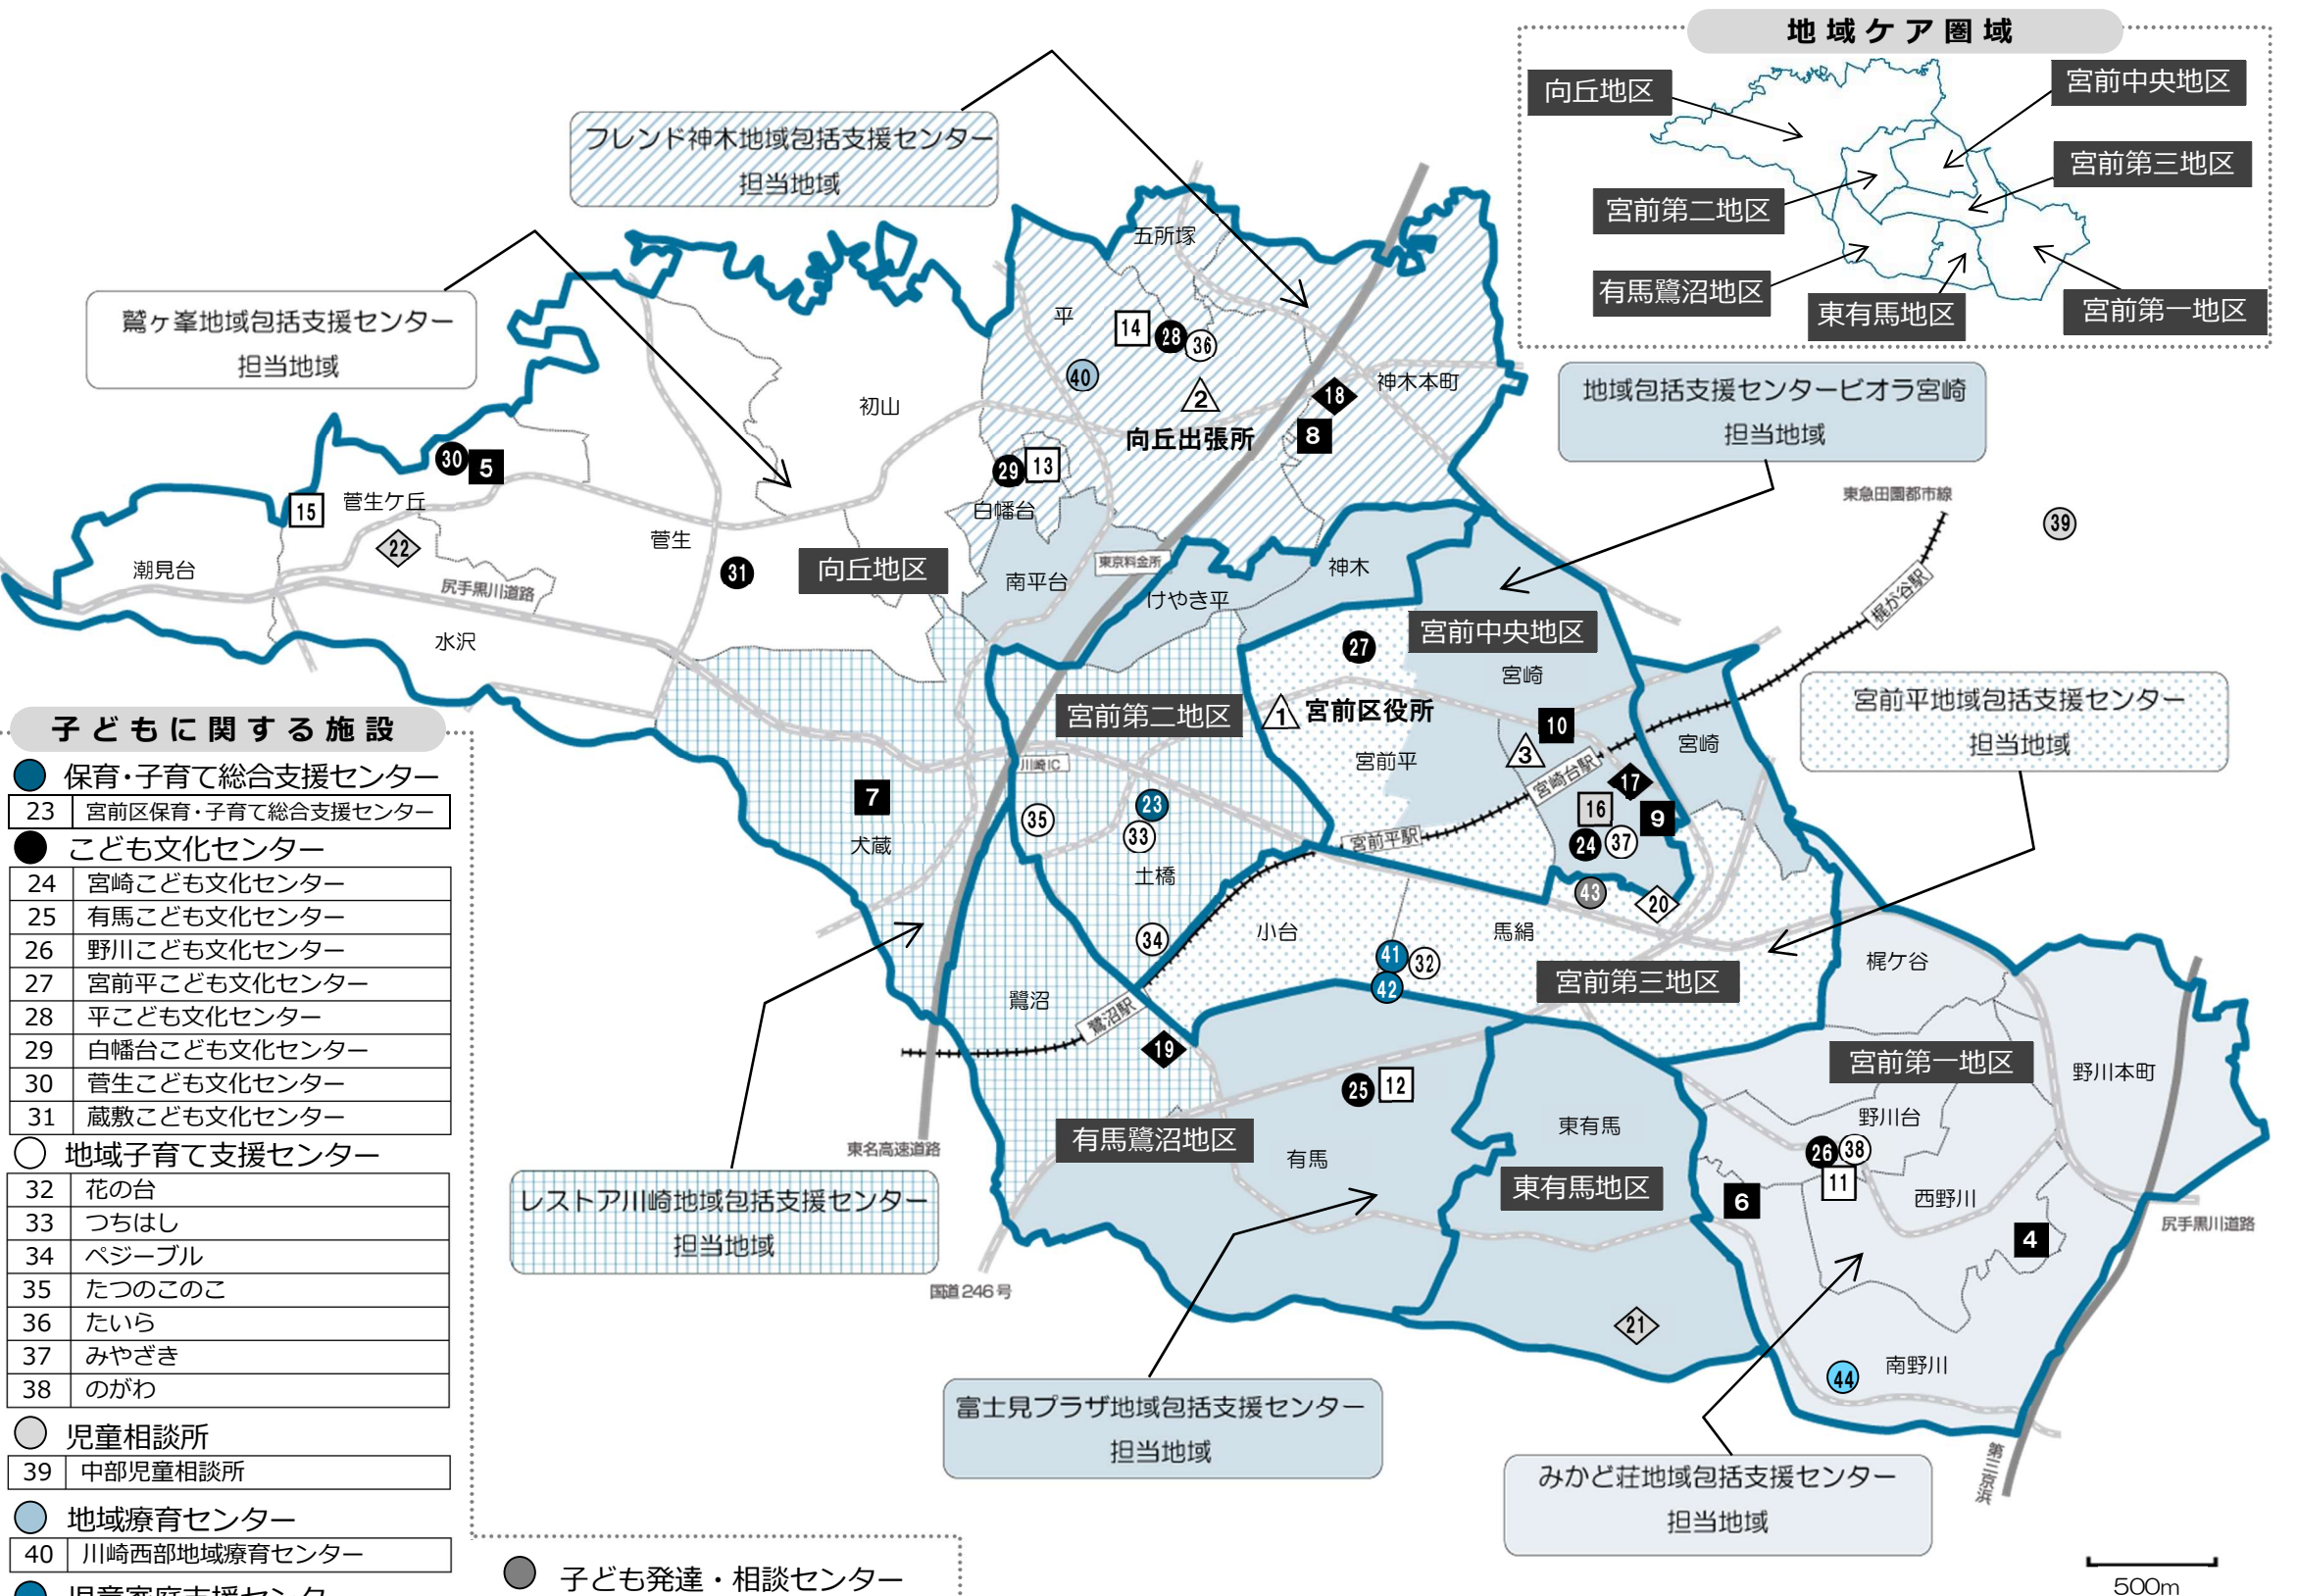 地域ケア圏域
向丘地区
宮前中央地区
宮前第三地区
宮前第二地区
有馬鷺沼地区
東有馬地区
宮前第一地区
フレンド神木地域包括支援センター
担当地域
鷲ヶ峯地域包括支援センター
担当地域
地域包括支援センタービオラ宮崎
担当地域
宮前平地域包括支援センター
担当地域
レストア川崎地域包括支援センター
担当地域
富士見プラザ地域包括支援センター
担当地域
みかど荘地域包括支援センター
担当地域
五所塚
平
14
28
36
40
2
向丘出張所
18
8
神木本町
初山
29
13
白幡台
30
5
15
菅生ケ丘
22
潮見台
尻手黒川道路
水沢
菅生
31
向丘地区
南平台
東京料金所
けやき平
神木
東急田園都市線
39
梶が谷駅
27
宮前中央地区
宮崎
宮前第二地区
1
宮前区役所
宮前平
10
3
宮崎台駅
宮崎
17
16
9
24
37
川崎IC
7
犬蔵
35
23
33
土橋
34
宮前平駅
43
20
小台
馬絹
41
32
42
宮前第三地区
梶ケ谷
鷺沼
鷺沼駅
19
東名高速道路
25
12
有馬鷺沼地区
有馬
東有馬
東有馬地区
21
宮前第一地区
野川本町
野川台
26
38
11
6
西野川
4
尻手黒川道路
南野川
44
国道246号
第三京浜
500m
子どもに関する施設
保育・子育て総合支援センター
23 宮前区保育・子育て総合支援センター
こども文化センター
24 宮崎こども文化センター
25 有馬こども文化センター
26 野川こども文化センター
27 宮前平こども文化センター
28 平こども文化センター
29 白幡台こども文化センター
30 菅生こども文化センター
31 蔵敷こども文化センター
地域子育て支援センター
32 花の台
33 つちはし
34 ペジーブル
35 たつのこのこ
36 たいら
37 みやざき
38 のがわ
児童相談所
39 中部児童相談所
地域療育センター
40 川崎西部地域療育センター
児童家庭支援センター
子ども発達・相談センター